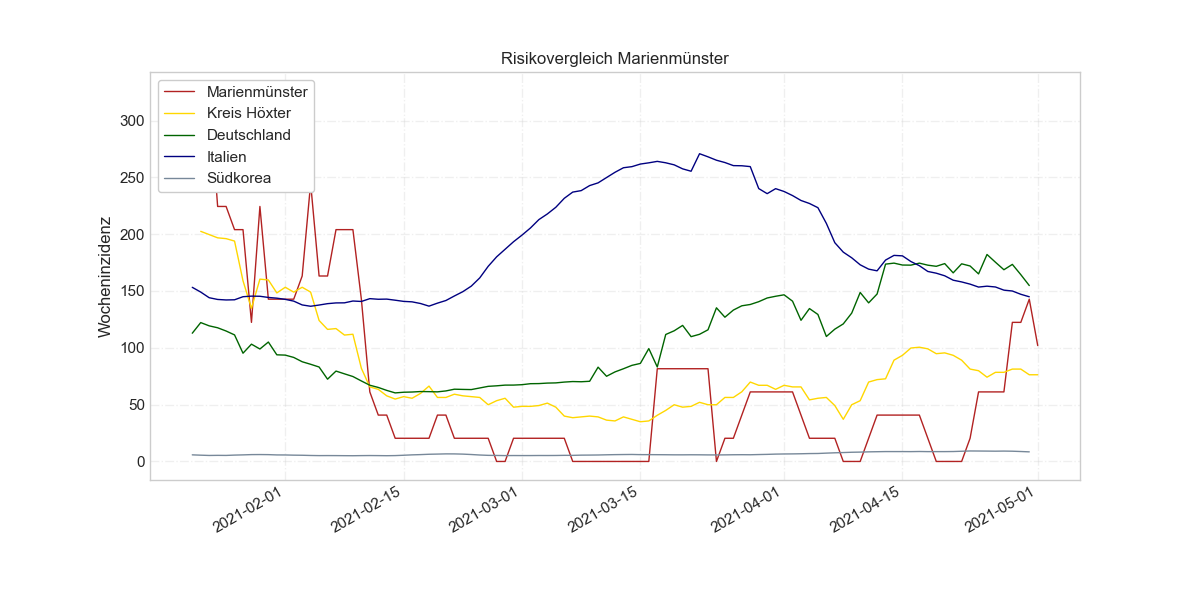 Risikovergleich Marienmünster
Marienmünster
Kreis Höxter
Deutschland
Italien
Südkorea
Wocheninzidenz
300
250
200
150
100
50
0
2021-02-01
2021-02-15
2021-03-01
2021-03-15
2021-04-01
2021-04-15
2021-05-01